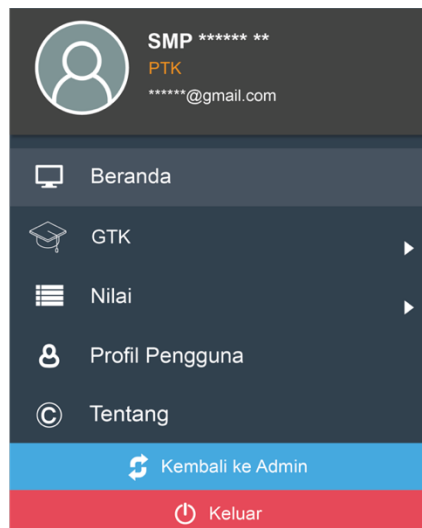 SMP ****** **
PTK
******@gmail.com
Beranda
GTK
Nilai
Profil Pengguna
© Tentang
Kembali ke Admin
Keluar